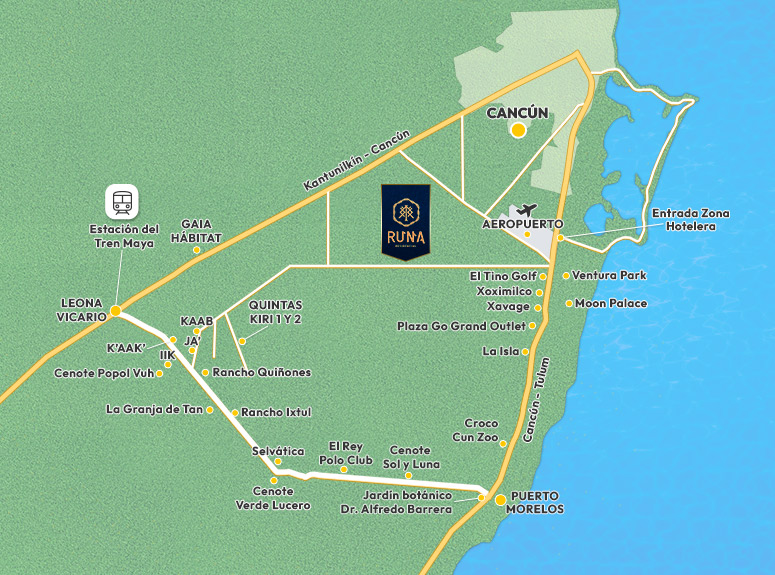 CANCÚN
Kantunilkín - Cancún
RUNNA
AEROPUERTO
Entrada Zona
Hotelera
Estación del
Tren Maya
GAIA
HÁBITAT
El Tino Golf
Ventura Park
Xoximilco
Xavage
Moon Palace
LEONA
VICARIO
QUINTAS
KIRI 1 Y 2
KAAB
JA'
K'AAK'
IIK
Plaza Go Grand Outlet
La Isla
Cenote Popol Vuh
Rancho Quiñones
Cancún - Tulum
La Granja de Tan
Rancho Ixtul
Croco
Cun Zoo
Selvática
El Rey
Polo Club
Cenote
Sol y Luna
Cenote
Verde Lucero
Jardín botánico
Dr. Alfredo Barrera
PUERTO
MORELOS